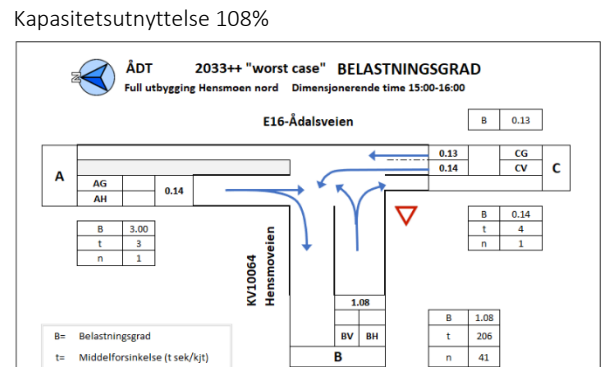 Kapasitetsutnyttelse 108%
N
ÅDT 2033++ "worst case" BELASTNINGSGRAD
Full utbygging Hensmoen nord Dimensjonerende time 15:00-16:00
E16-Ådalsveien
B 0.13
A
AG
AH
0.14
0.13 CG
0.14 CV
C
B 3.00
t 3
n 1
B 0.14
t 4
n 1
KV10064
Hensmoveien
1.08
BV BH
B
B 1.08
t 206
n 41
B= Belastningsgrad
t= Middelforsinkelse (t sek/kjt)